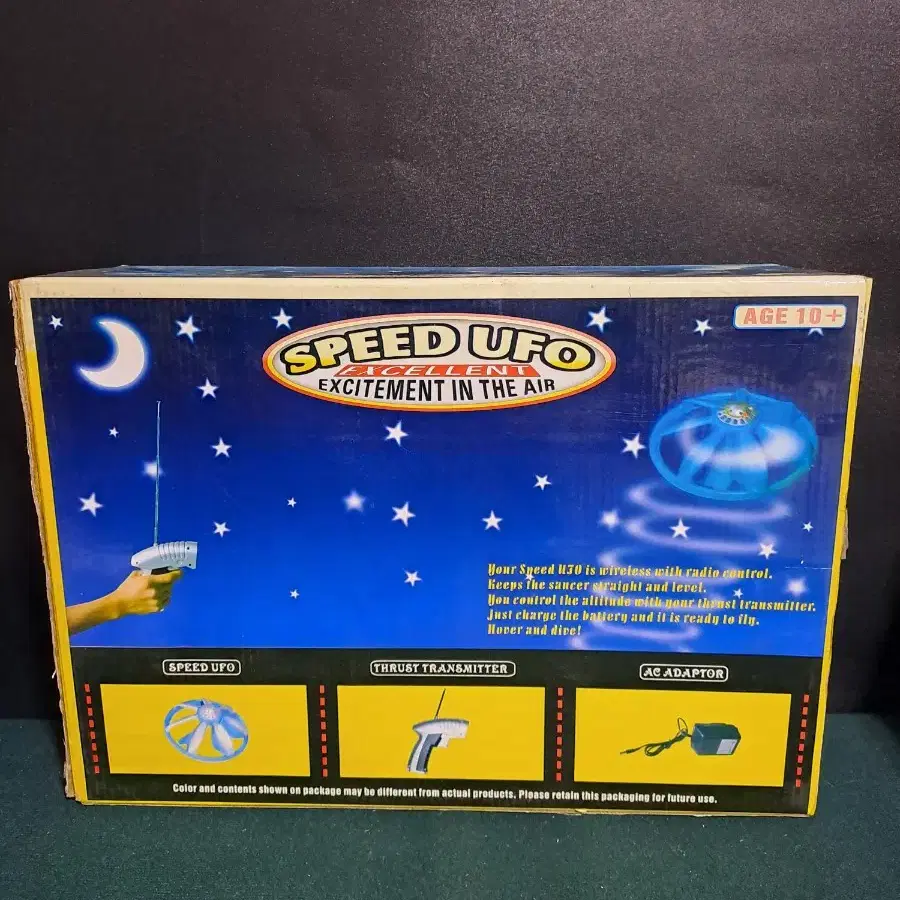 AGE 10+
SPEED UFO
EXCELLENT
EXCITEMENT IN THE AIR
Your Speed UFO is wireless with radio control.
Keeps the saucer straight and level.
You control the altitude with your thrust transmitter.
Just charge the battery and it is ready to fly.
Hover and dive!
SPEED UFO
THRUST TRANSMITTER
AC ADAPTOR
Color and contents shown on package may be different from actual products. Please retain this packaging for future use.